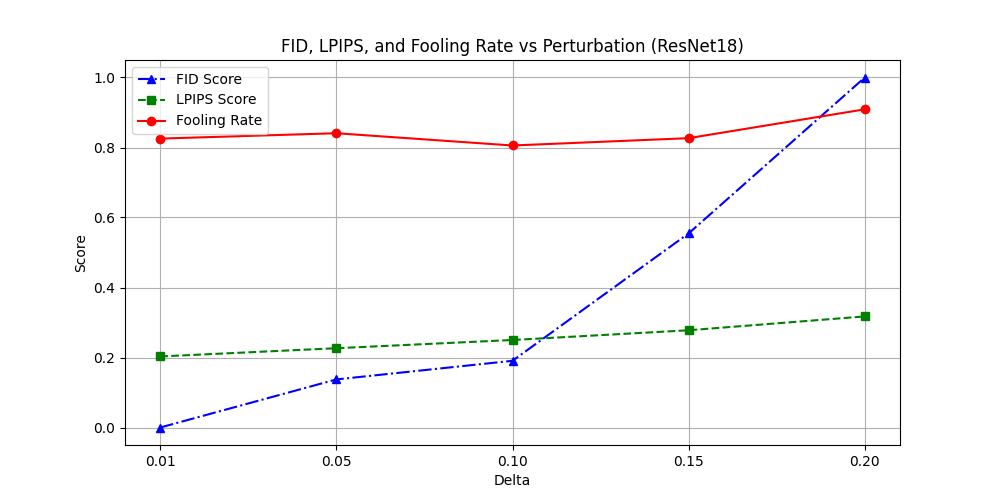 FID, LPIPS, and Fooling Rate vs Perturbation (ResNet18)
FID Score
LPIPS Score
Fooling Rate
Score
1.0
0.8
0.6
0.4
0.2
0.0
0.01 0.05 0.10 0.15 0.20
Delta